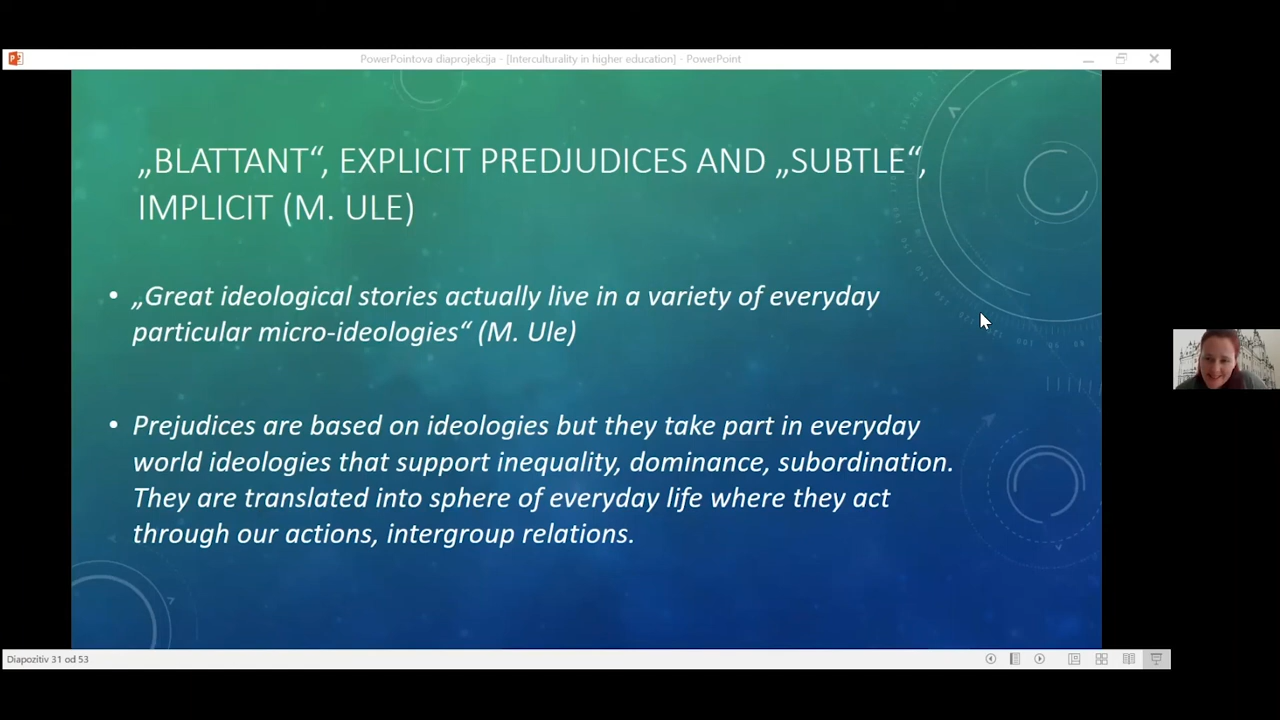 PowerPointova diaprojekcija - [Interculturality in higher education] - PowerPoint
„BLATTANT“, EXPLICIT PREDJUDICES AND „SUBTLE“,
IMPLICIT (M. ULE)
• „Great ideological stories actually live in a variety of everyday
particular micro-ideologies“ (M. Ule)
• Prejudices are based on ideologies but they take part in everyday
world ideologies that support inequality, dominance, subordination.
They are translated into sphere of everyday life where they act
through our actions, intergroup relations.
Diapozitiv 31 od 53